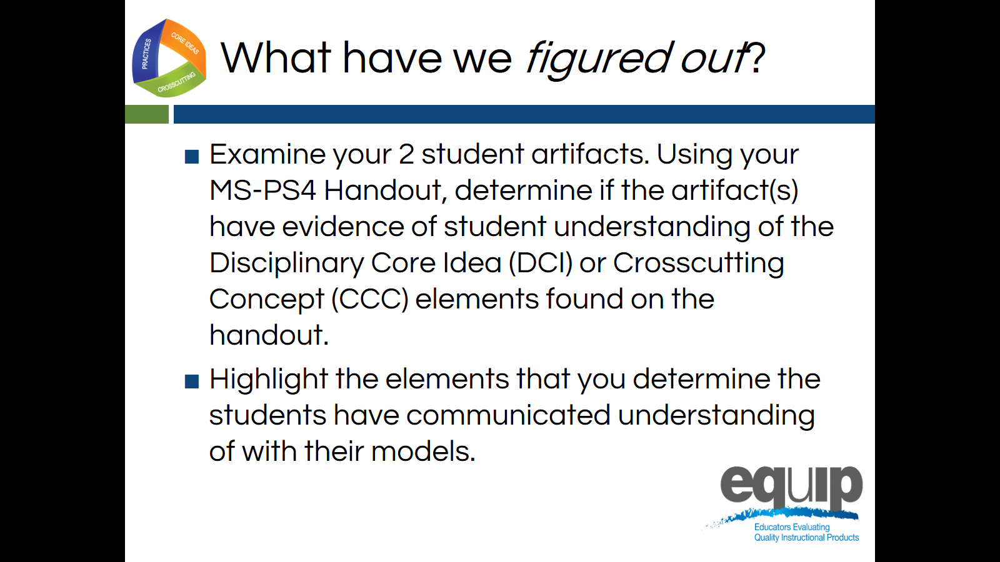 PRACTICES
CORE IDEAS
CROSSCUTTING
What have we figured out?
Examine your 2 student artifacts. Using your
MS-PS4 Handout, determine if the artifact(s)
have evidence of student understanding of the
Disciplinary Core Idea (DCI) or Crosscutting
Concept (CCC) elements found on the
handout.
Highlight the elements that you determine the
students have communicated understanding
of with their models.
equip
Educators Evaluating
Quality Instructional Products